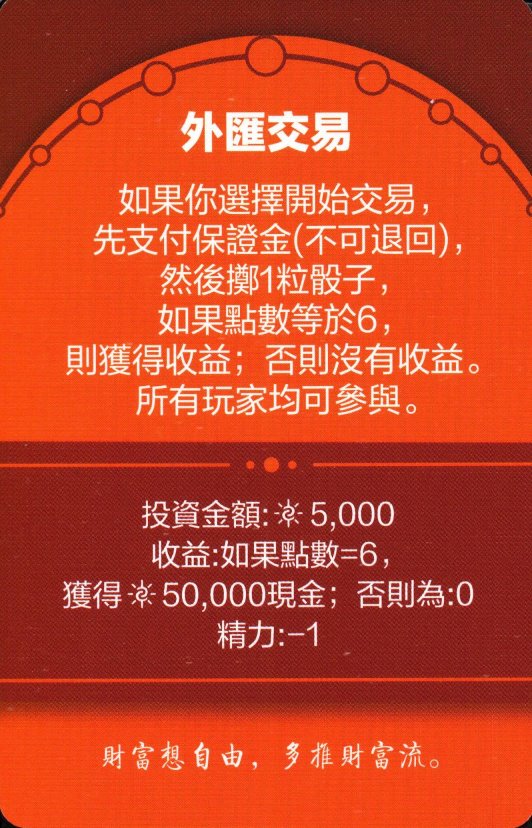 外匯交易
如果你選擇開始交易，
先支付保證金(不可退回)，
然後擲1粒骰子，
如果點數等於6，
則獲得收益；否則沒有收益。
所有玩家均可參與。
投資金額: 5,000
收益:如果點數=6，
獲得 50,000現金；否則為:0
精力:-1
財富想自由，多推財富流。